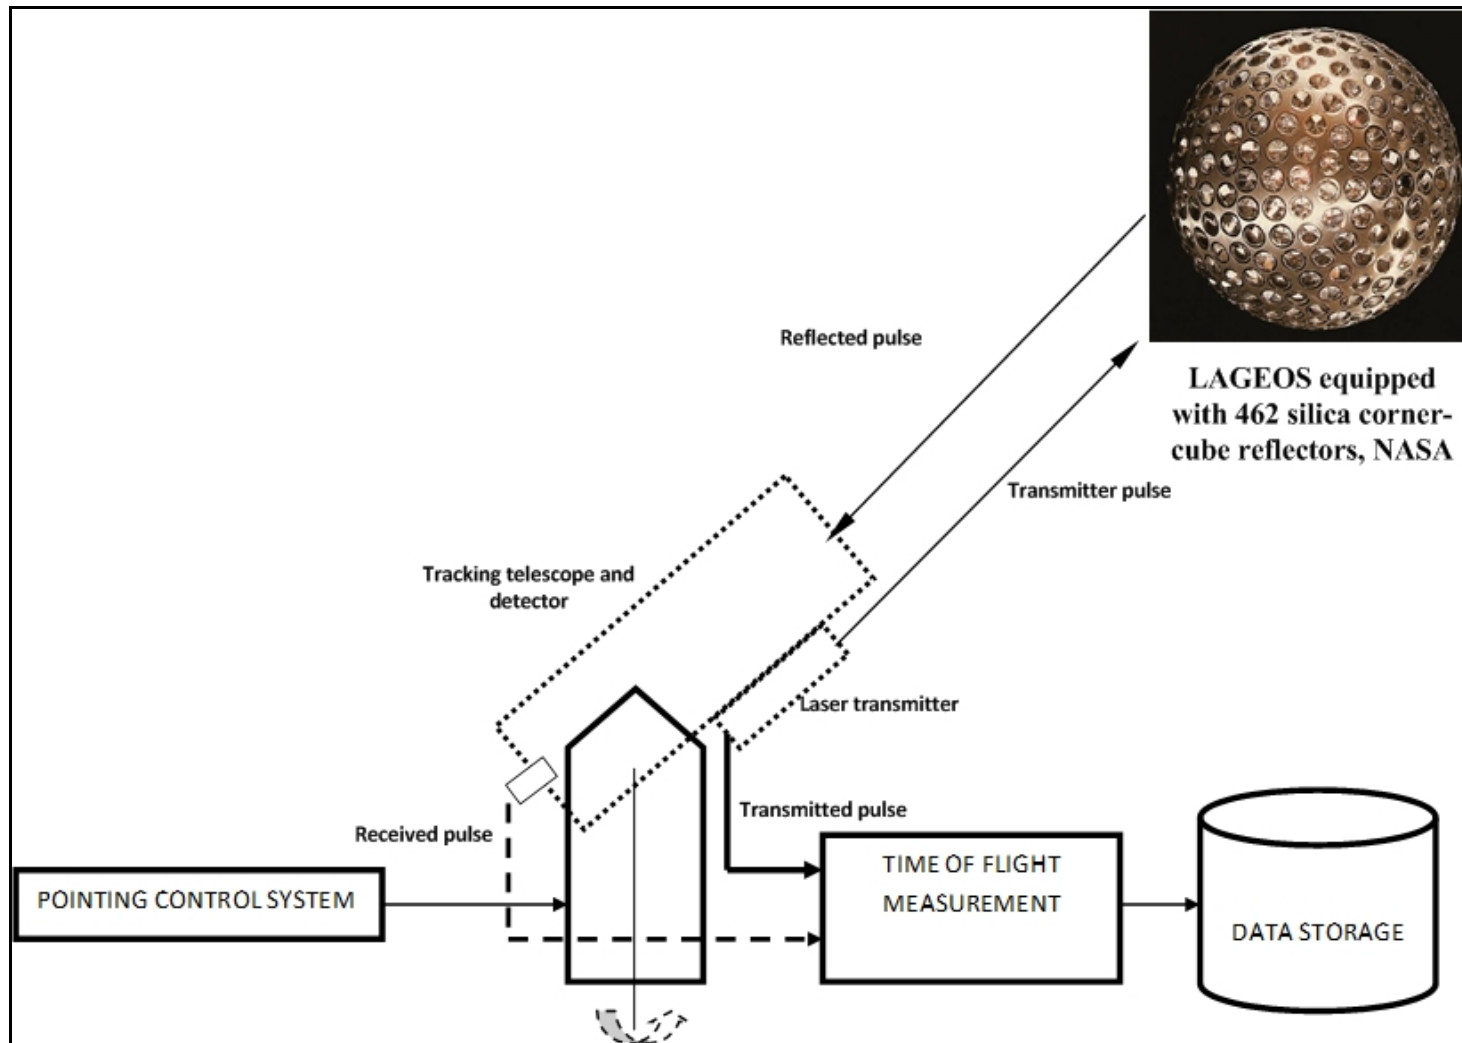 LAGEOS equipped
with 462 silica corner-
cube reflectors, NASA
Reflected pulse
Transmitter pulse
Tracking telescope and
detector
Laser transmitter
Transmitted pulse
Received pulse
POINTING CONTROL SYSTEM
TIME OF FLIGHT
MEASUREMENT
DATA STORAGE